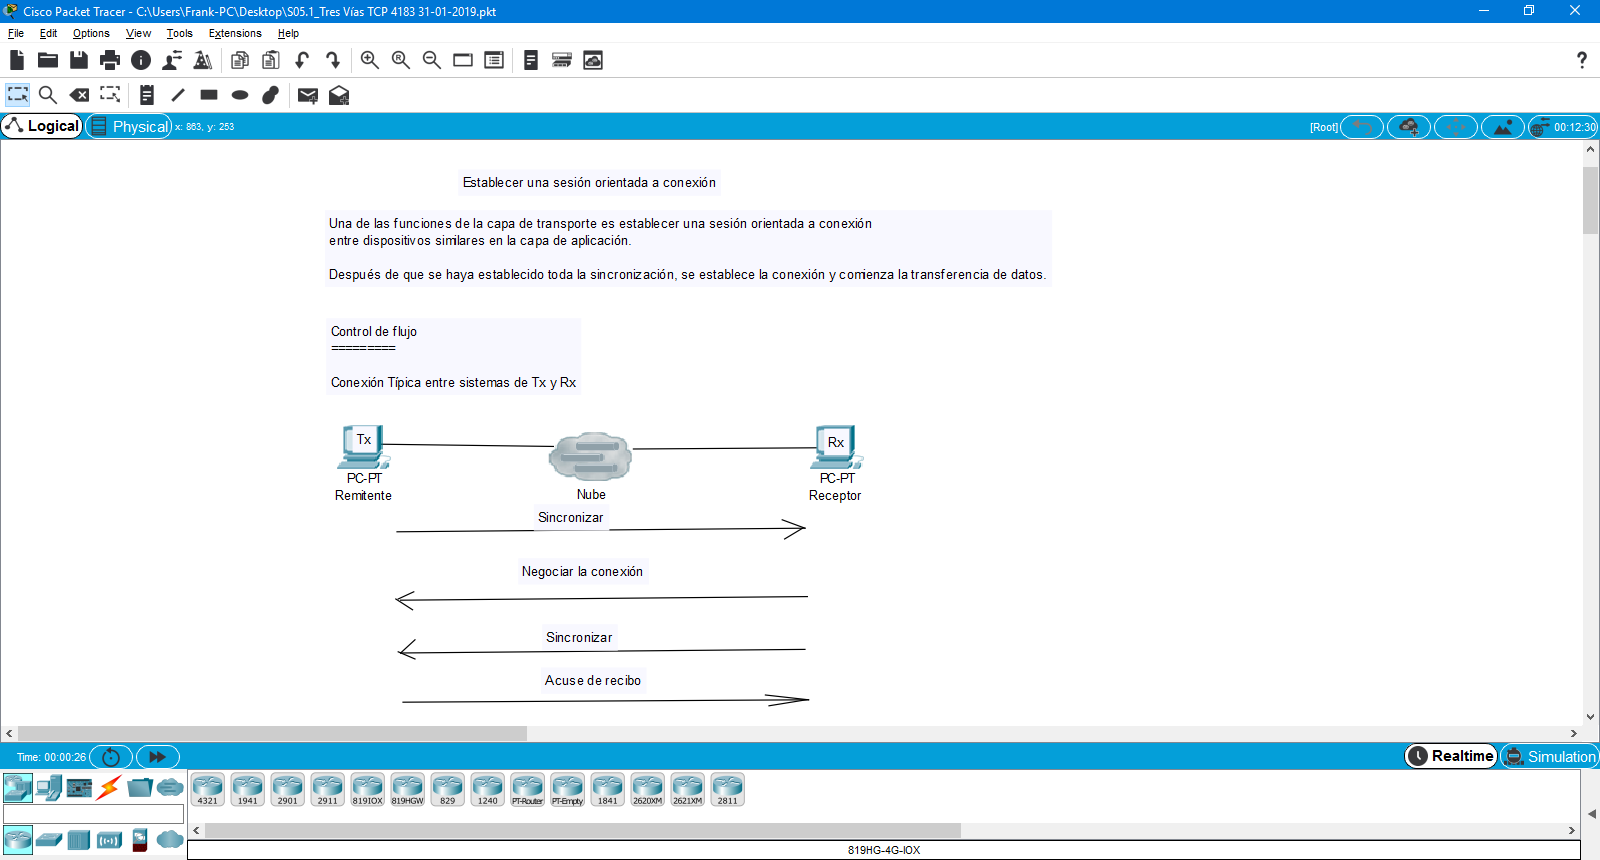 Cisco Packet Tracer - C:\Users\Frank-PC\Desktop\S05.1_Tres Vías TCP 4183 31-01-2019.pkt
File Edit Options View Tools Extensions Help
?
Logical Physical x: 863, y: 253 [Root] 00:12:30
Establecer una sesión orientada a conexión
Una de las funciones de la capa de transporte es establecer una sesión orientada a conexión
entre dispositivos similares en la capa de aplicación.
Después de que se haya establecido toda la sincronización, se establece la conexión y comienza la transferencia de datos.
Control de flujo
=========
Conexión Típica entre sistemas de Tx y Rx
Tx Rx
PC-PT PC-PT
Remitente Nube Receptor
Sincronizar
Negociar la conexión
Sincronizar
Acuse de recibo
Time: 00:00:26 Realtime Simulation
4321 1941 2901 2911 819IOX 819HGW 829 1240 PT-Router PT-Empty 1841 2620XM 2621XM 2811
819HG-4G-IOX